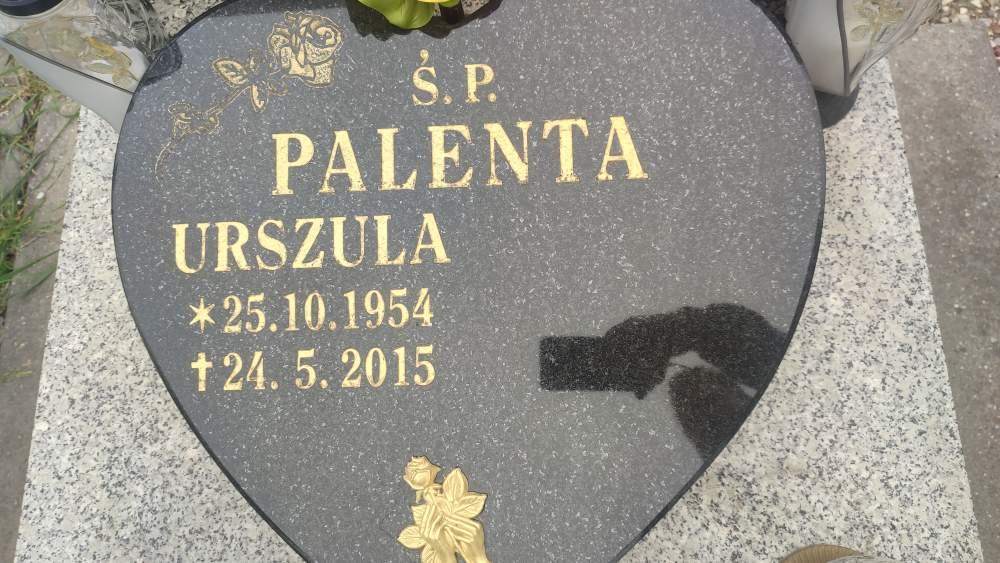 Ś. P.
PALENTA
URSZULA
*25.10.1954
†24. 5. 2015